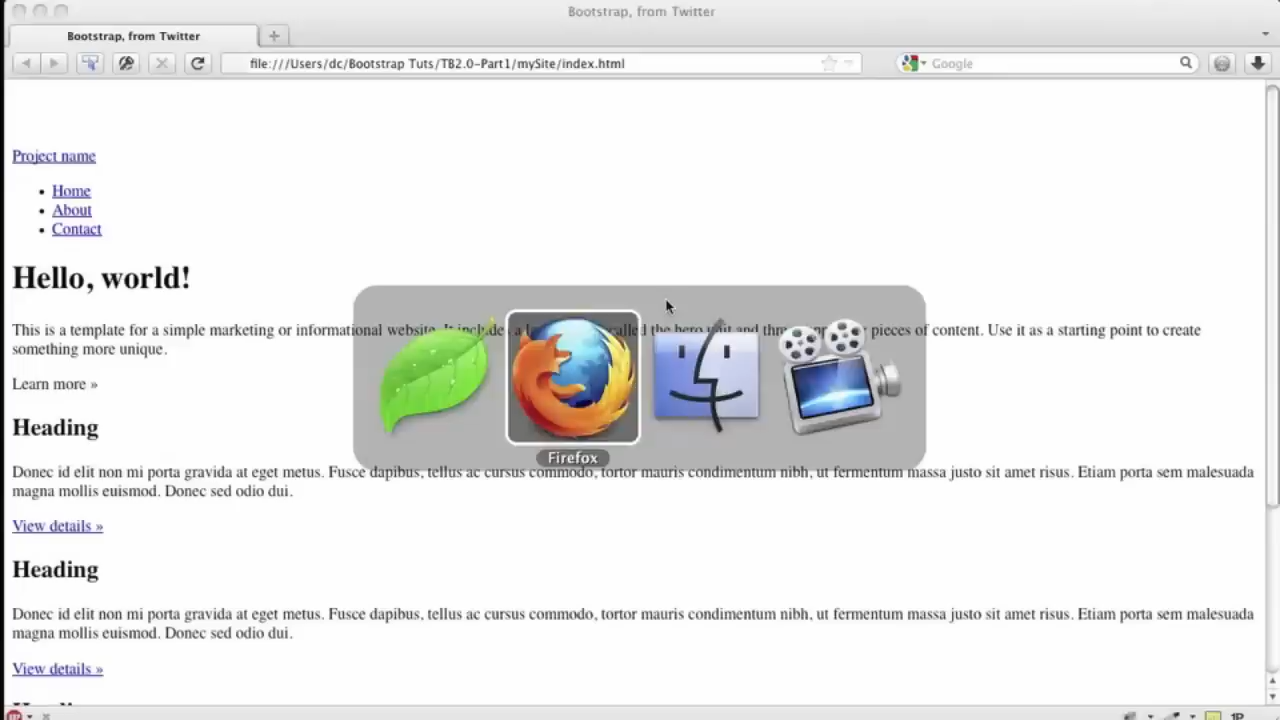 Bootstrap, from Twitter
Bootstrap, from Twitter
file:///Users/dc/Bootstrap Tuts/TB2.0-Part1/mySite/index.html
Google
Project name
Home
About
Contact
Hello, world!
This is a template for a simple marketing or informational website. It includes a called the hero unit and three pieces of content. Use it as a starting point to create
something more unique.
Learn more »
Heading
Firefox
Donec id elit non mi porta gravida at eget metus. Fusce dapibus, tellus ac cursus commodo, tortor mauris condimentum nibh, ut fermentum massa justo sit amet risus. Etiam porta sem malesuada
magna mollis euismod. Donec sed odio dui.
View details »
Heading
Donec id elit non mi porta gravida at eget metus. Fusce dapibus, tellus ac cursus commodo, tortor mauris condimentum nibh, ut fermentum massa justo sit amet risus. Etiam porta sem malesuada
magna mollis euismod. Donec sed odio dui.
View details »